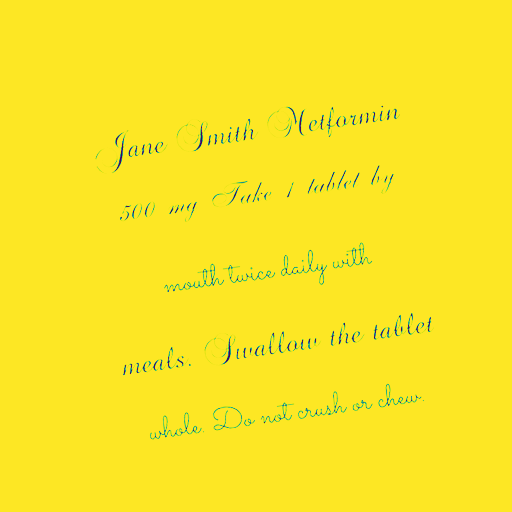 Jane Smith Metformin
500 mg Take 1 tablet by
mouth twice daily with
meals. Swallow the tablet
whole. Do not crush or chew.